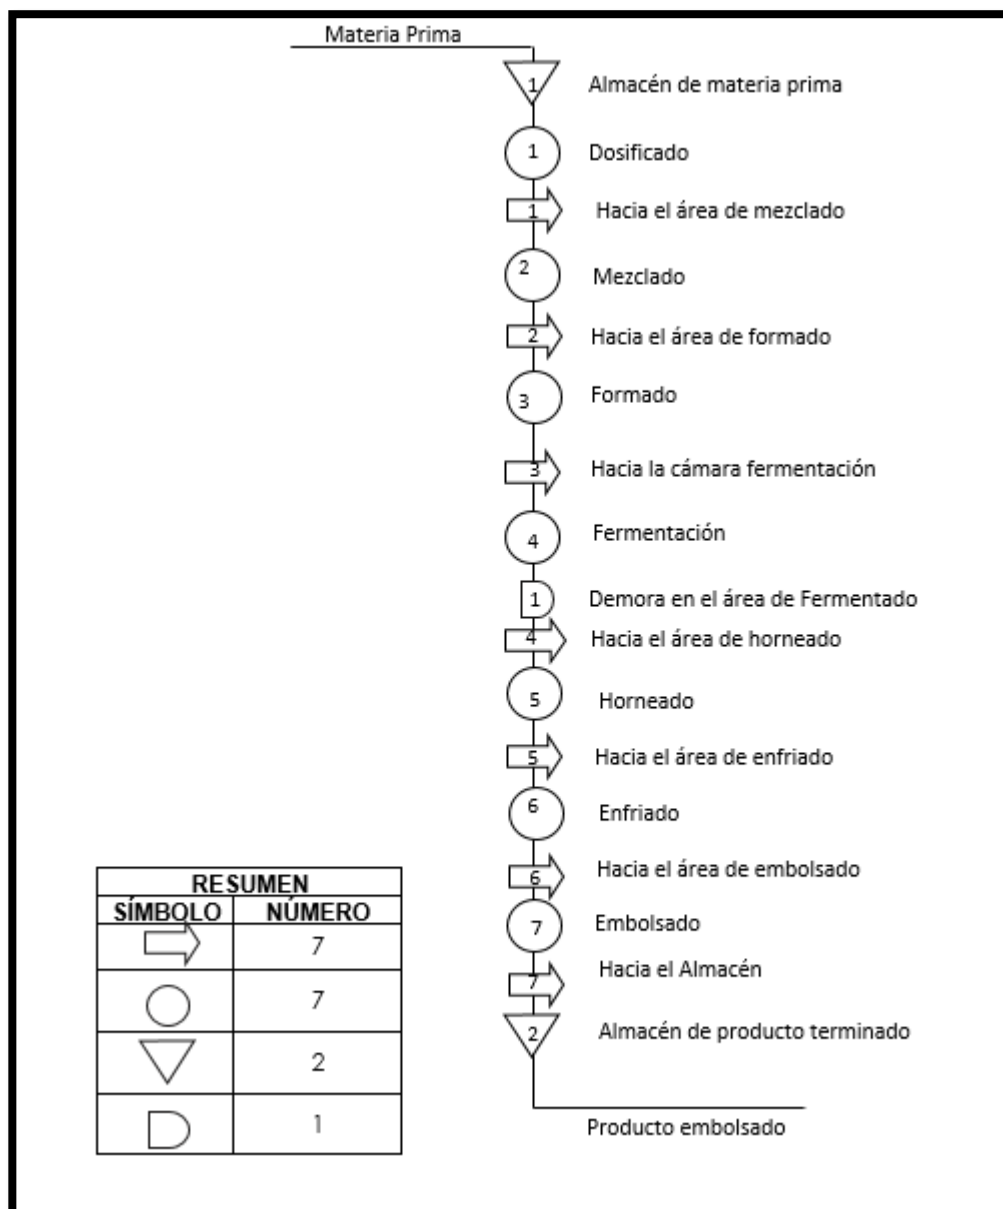 Materia Prima
1 Almacén de materia prima
1 Dosificado
1 Hacia el área de mezclado
2 Mezclado
2 Hacia el área de formado
3 Formado
3 Hacia la cámara fermentación
4 Fermentación
1 Demora en el área de Fermentado
4 Hacia el área de horneado
5 Horneado
5 Hacia el área de enfriado
6 Enfriado
6 Hacia el área de embolsado
7 Embolsado
7 Hacia el Almacén
2 Almacén de producto terminado
Producto embolsado
RESUMEN
SÍMBOLO NÚMERO
7
7
2
1